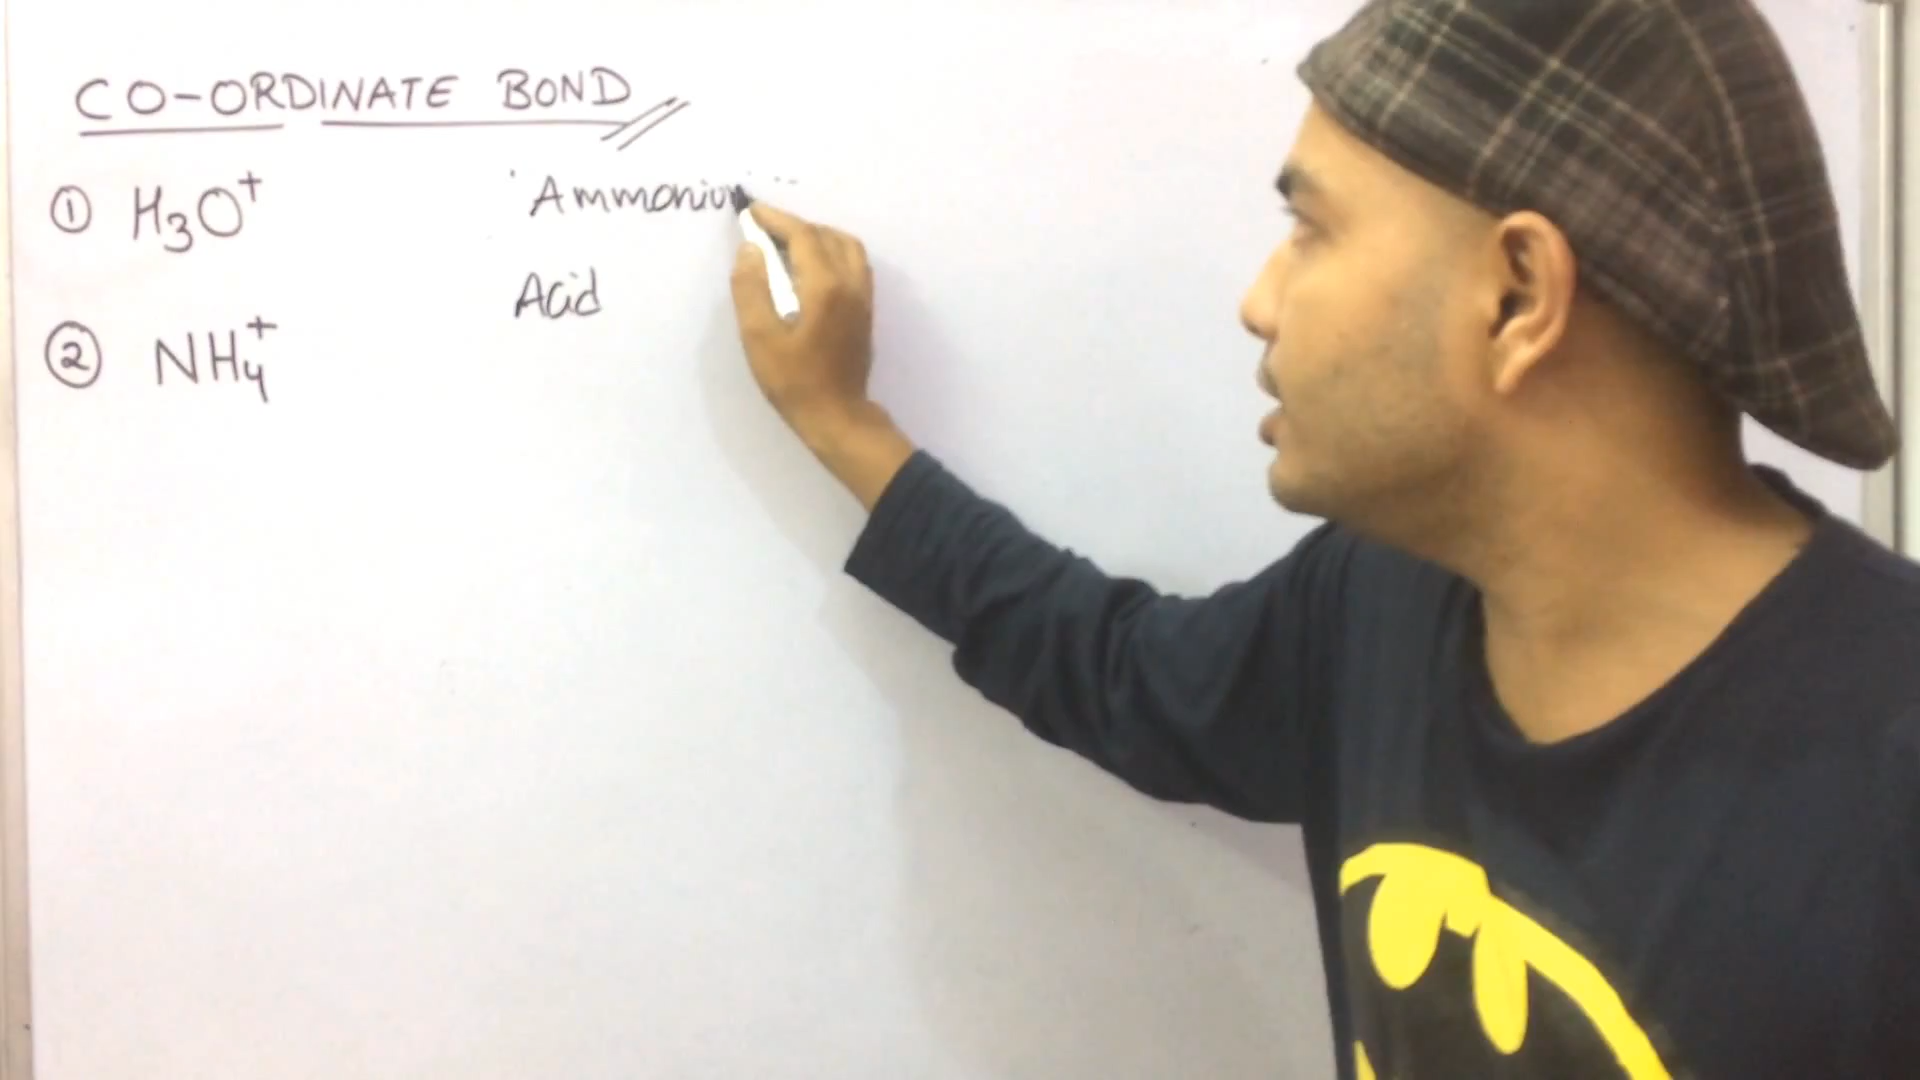 CO-ORDINATE BOND
① H₃O⁺
Ammonium
Acid
② NH₄⁺